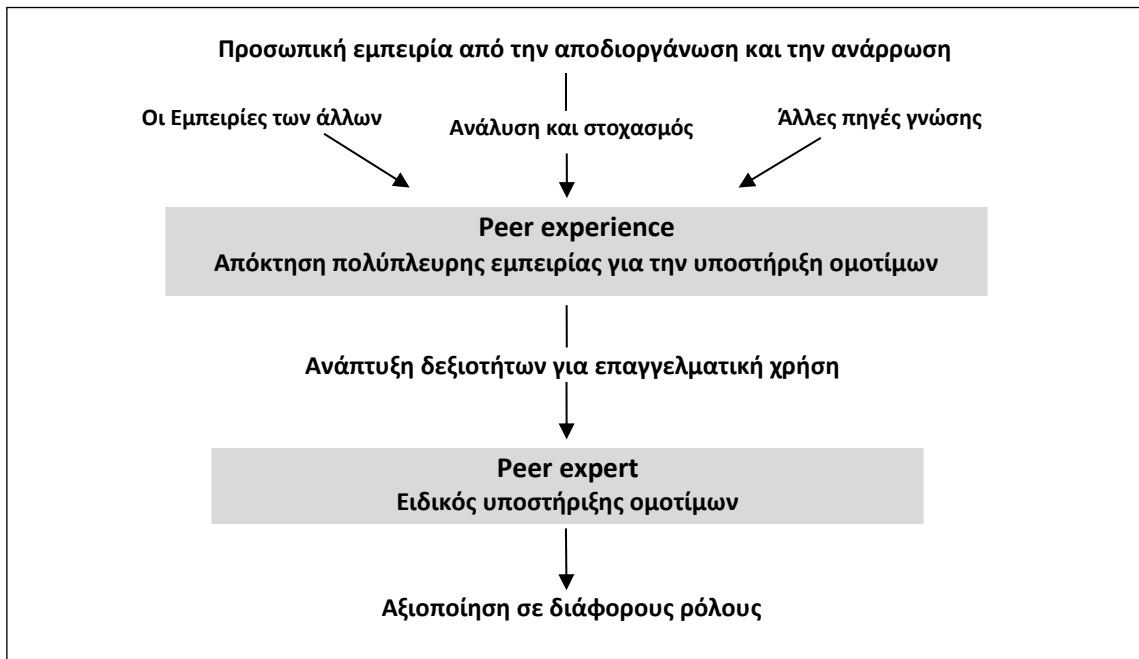 Προσωπική εμπειρία από την αποδιοργάνωση και την ανάρρωση
Οι Εμπειρίες των άλλων
Ανάλυση και στοχασμός
Άλλες πηγές γνώσης
Peer experience
Απόκτηση πολύπλευρης εμπειρίας για την υποστήριξη ομοτίμων
Ανάπτυξη δεξιοτήτων για επαγγελματική χρήση
Peer expert
Ειδικός υποστήριξης ομοτίμων
Αξιοποίηση σε διάφορους ρόλους